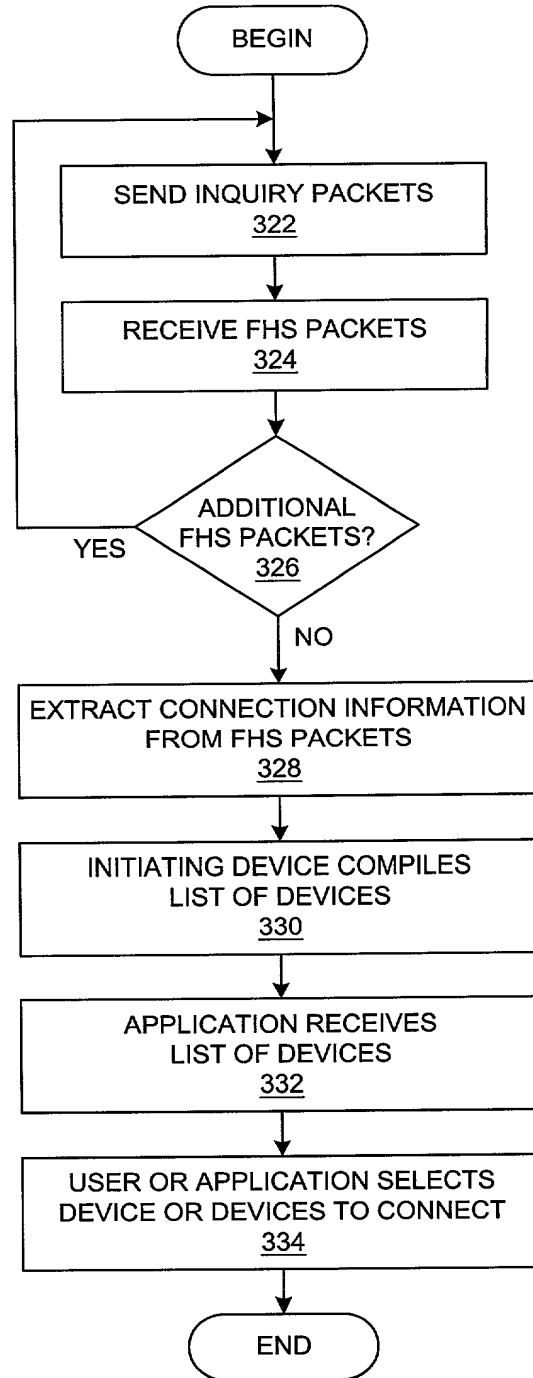 BEGIN
SEND INQUIRY PACKETS
322
RECEIVE FHS PACKETS
324
ADDITIONAL
FHS PACKETS?
326
YES
NO
EXTRACT CONNECTION INFORMATION
FROM FHS PACKETS
328
INITIATING DEVICE COMPILES
LIST OF DEVICES
330
APPLICATION RECEIVES
LIST OF DEVICES
332
USER OR APPLICATION SELECTS
DEVICE OR DEVICES TO CONNECT
334
END